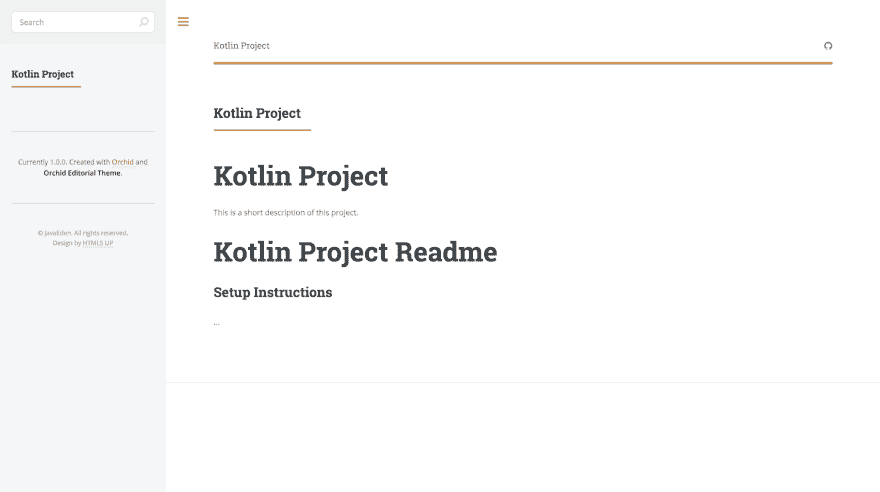 Search
Kotlin Project
Currently 1.0.0. Created with Orchid and
Orchid Editorial Theme.
© Javadiden. All rights reserved.
Design by HTML5 UP
Kotlin Project
Kotlin Project
Kotlin Project
This is a short description of this project.
Kotlin Project Readme
Setup Instructions
...